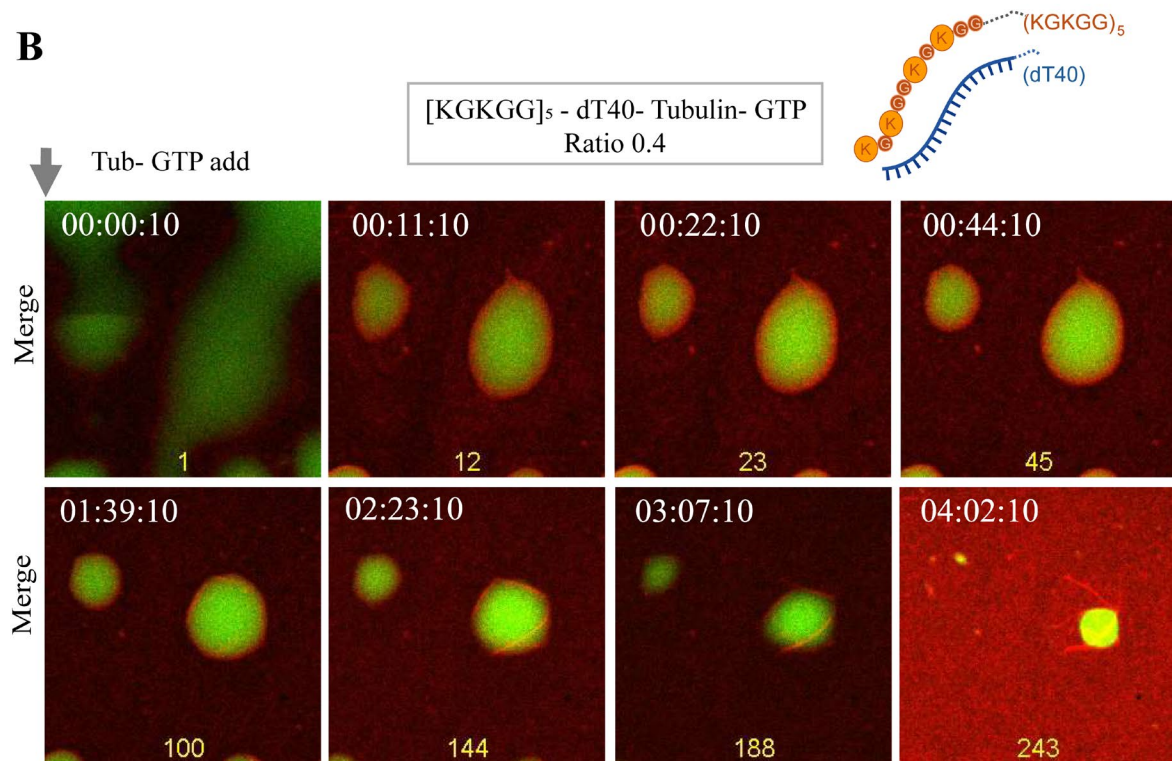 B
[KGKGG]₅ - dT40- Tubulin- GTP
Ratio 0.4
K G K G G K G K G G
(KGKGG)₅
(dT40)
Tub- GTP add
Merge
00:00:10
00:11:10
00:22:10
00:44:10
1
12
23
45
Merge
01:39:10
02:23:10
03:07:10
04:02:10
100
144
188
243